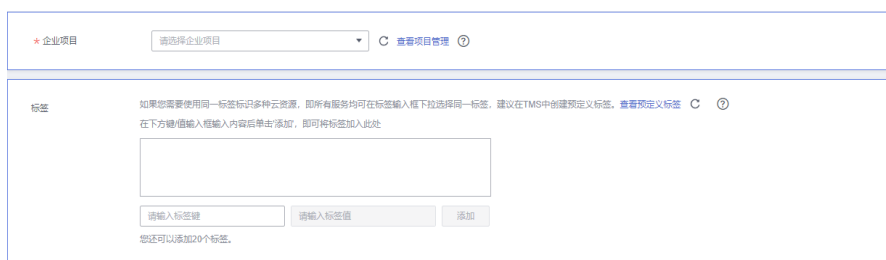 * 企业项目 请选择企业项目 查看项目管理 ?
标签 如果您需要使用同一标签标识多种云资源，即所有服务均可在标签输入框下拉选择同一标签，建议在TMS中创建预定义标签。查看预定义标签 ?
在下方键/值输入框输入内容后单击'添加'，即可将标签加入此处
请输入标签键 请输入标签值 添加
您还可以添加20个标签。